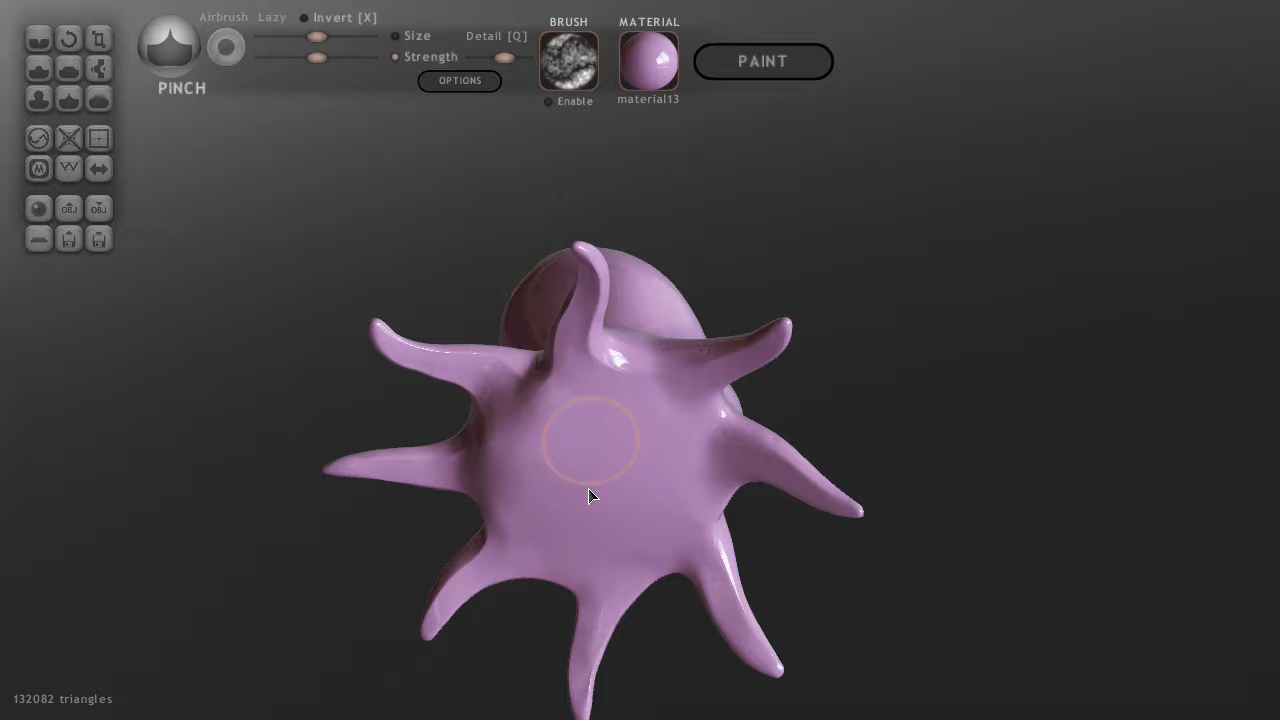 Airbrush Lazy Invert [X]
Size Detail [Q]
Strength
OPTIONS
PINCH
BRUSH
Enable
MATERIAL
material13
PAINT
M
OBJ OBJ
132082 triangles